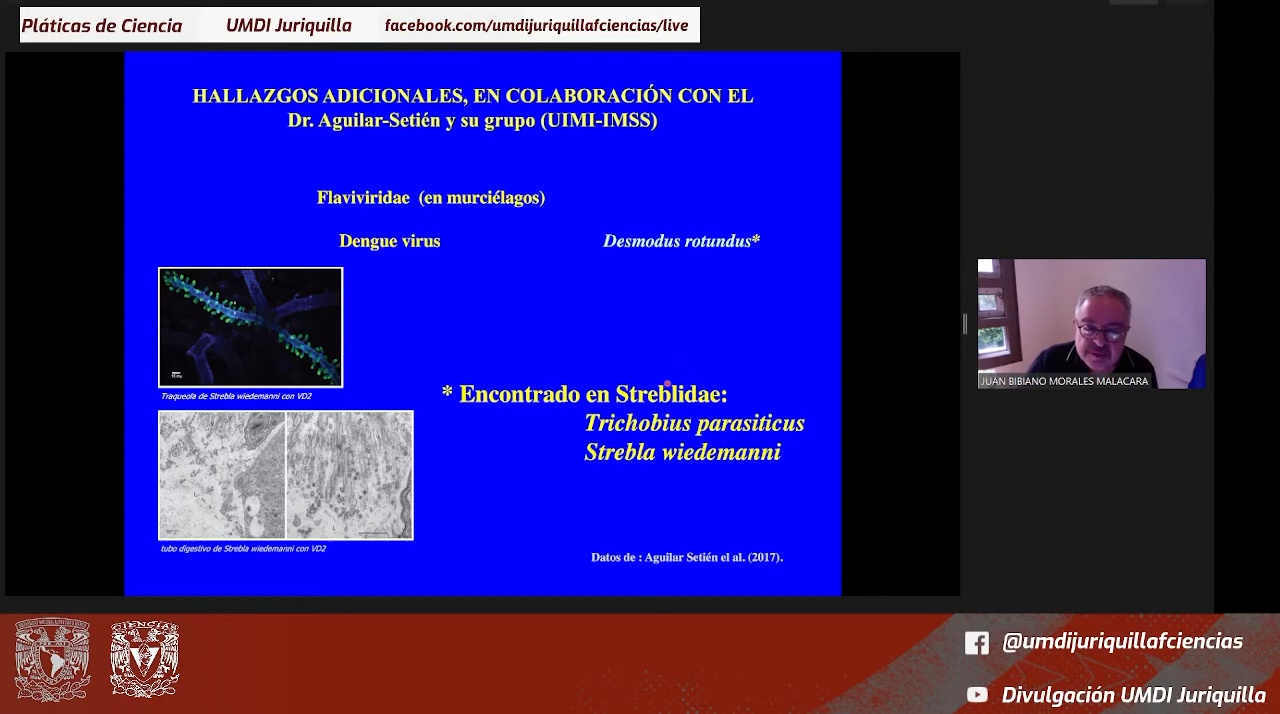 Pláticas de Ciencia UMDI Juriquilla facebook.com/umdijuriquillafciencias/live
HALLAZGOS ADICIONALES, EN COLABORACIÓN CON EL
Dr. Aguilar-Setién y su grupo (UIMI-IMSS)
Flaviviridae (en murciélagos)
Dengue virus Desmodus rotundus*
Traqueola de Strebla wiedemanni con VD2
* Encontrado en Streblidae:
Trichobius parasiticus
Strebla wiedemanni
tubo digestivo de Strebla wiedemanni con VD2
Datos de : Aguilar Setién el al. (2017).
JUAN BIBIANO MORALES MALACARA
CIENCIAS
@umdijuriquillafciencias
Divulgación UMDI Juriquilla